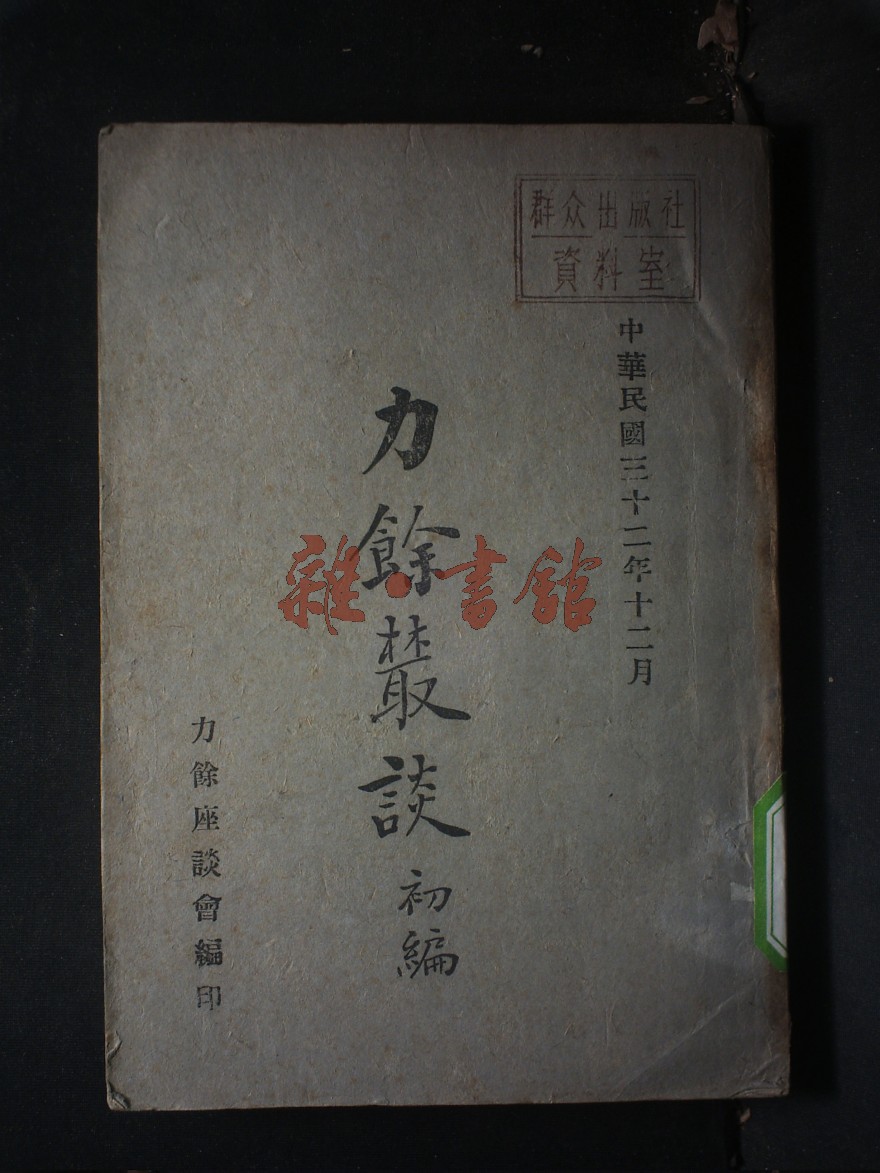 群众出版社
資料室
中華民國三十二年十二月
力餘叢談 初編
力餘座談會編印
雜·書館